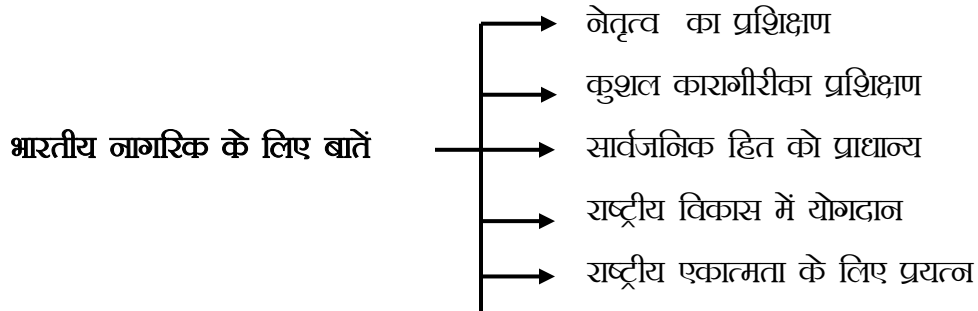 नेतृत्व का प्रशिक्षण
कुशल कारागीरीका प्रशिक्षण
भारतीय नागरिक के लिए बातें
सार्वजनिक हित को प्राधान्य
राष्ट्रीय विकास में योगदान
राष्ट्रीय एकात्मता के लिए प्रयत्न